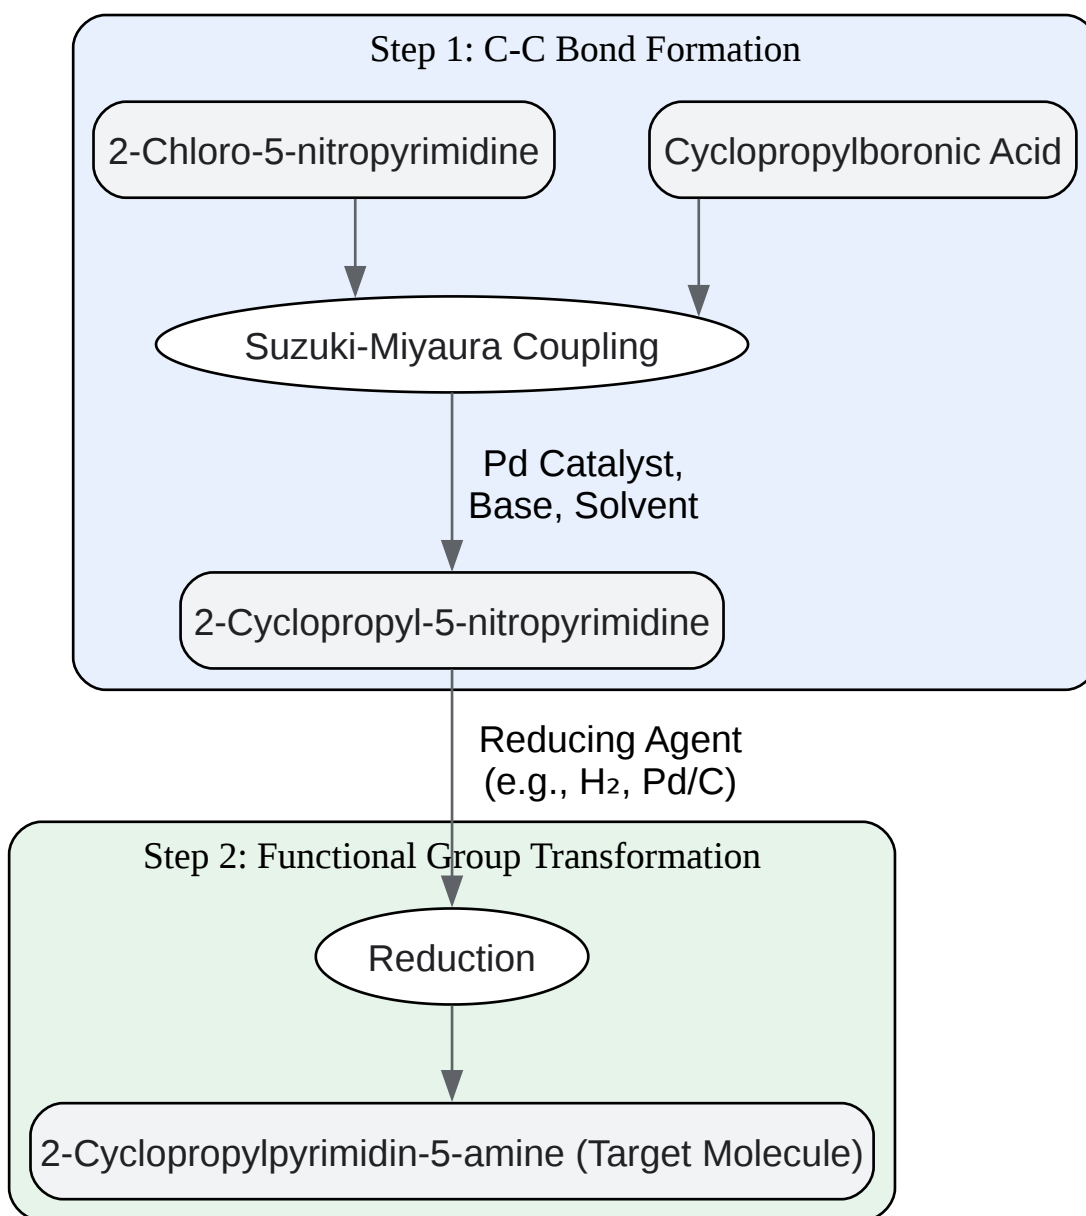 Step 1: C-C Bond Formation
2-Chloro-5-nitropyrimidine
Cyclopropylboronic Acid
Suzuki-Miyaura Coupling
Pd Catalyst,
Base, Solvent
2-Cyclopropyl-5-nitropyrimidine
Reducing Agent
(e.g., H₂, Pd/C)
Step 2: Functional Group Transformation
Reduction
2-Cyclopropylpyrimidin-5-amine (Target Molecule)